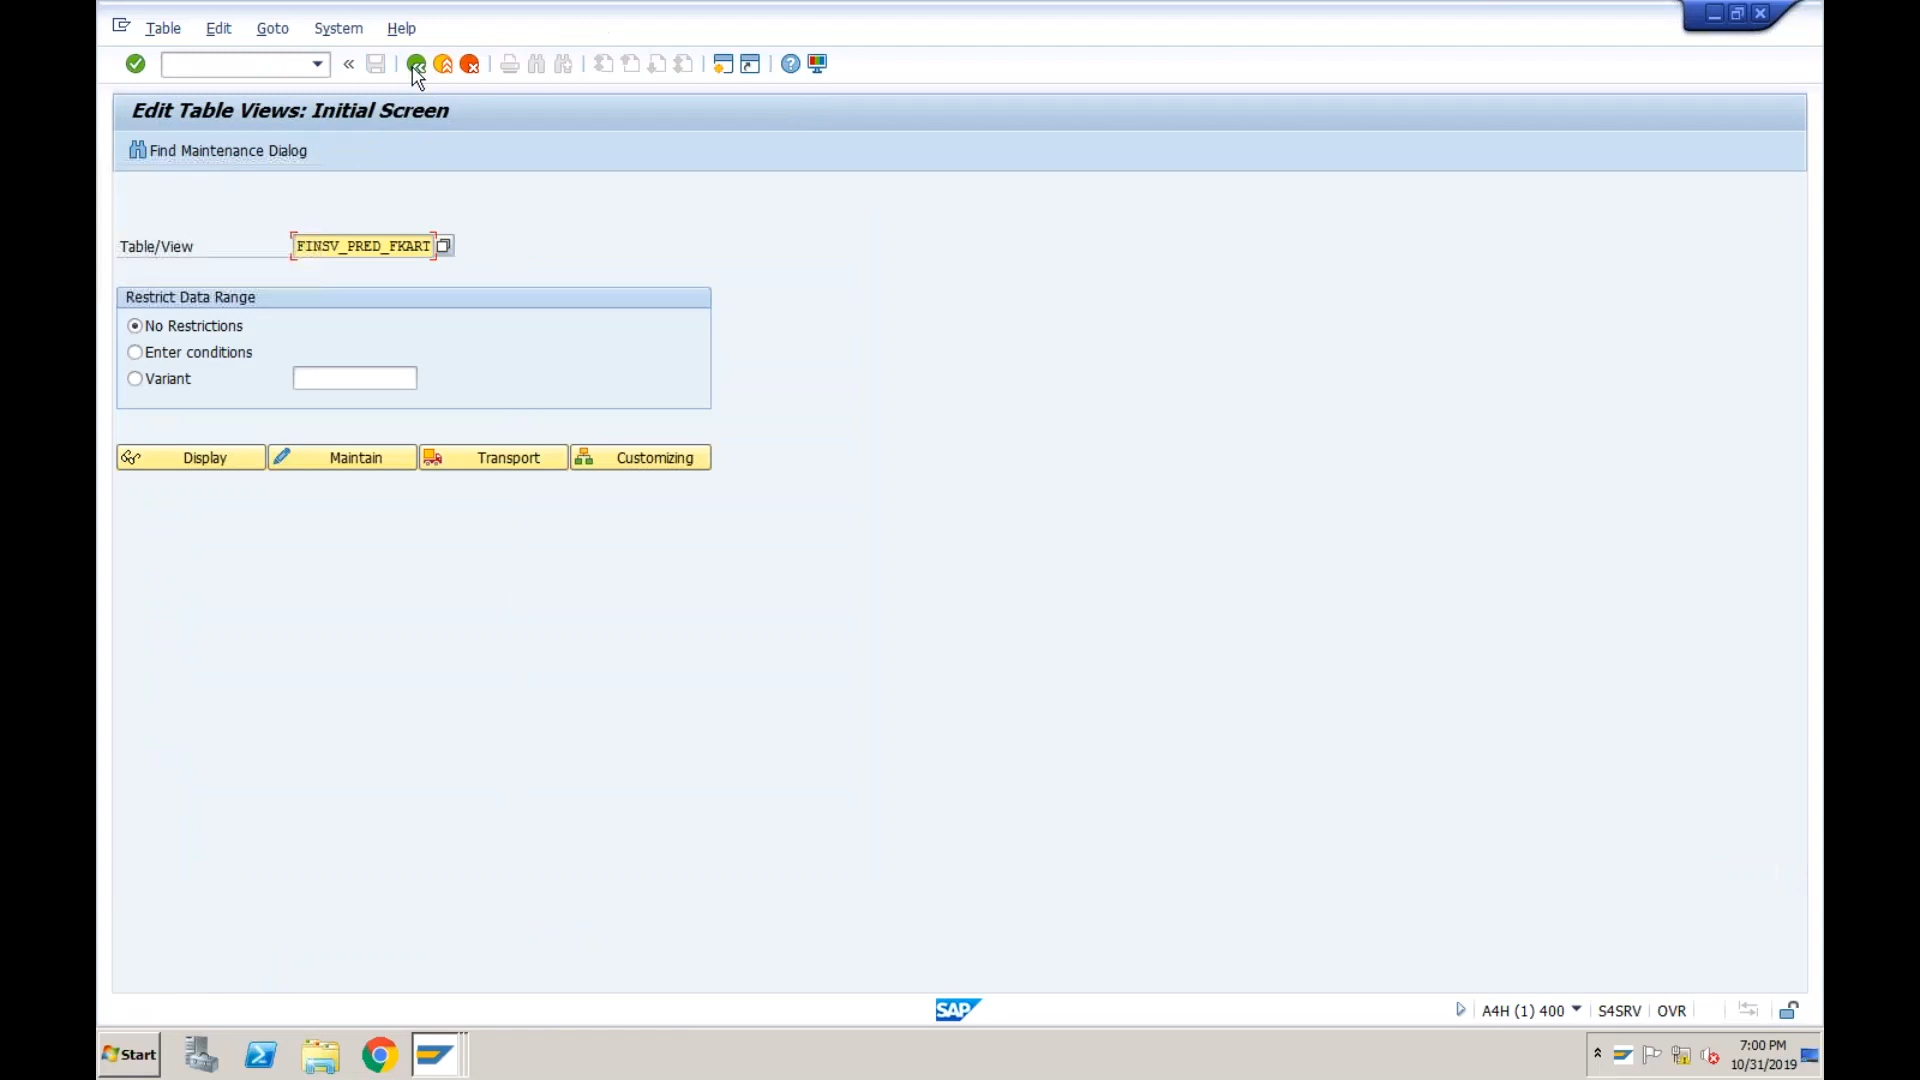 Table Edit Goto System Help
Edit Table Views: Initial Screen
Find Maintenance Dialog
Table/View FINSV_PRED_FKART
Restrict Data Range
No Restrictions
Enter conditions
Variant
Display Maintain Transport Customizing
SAP A4H (1) 400 S4SRV OVR
Start 7:00 PM
10/31/2019